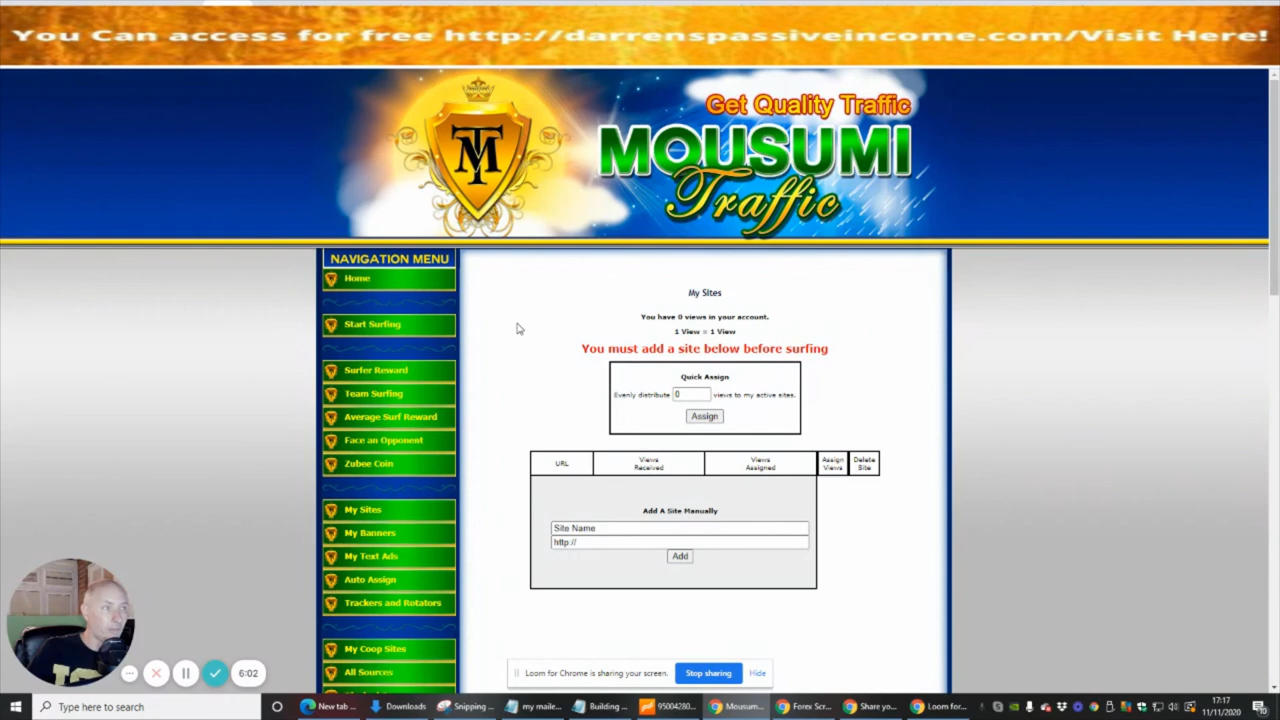 You Can access for free http://darrenspassiveincome.com/Visit Here!
Get Quality Traffic
MT
MOUSUMI
Traffic
NAVIGATION MENU
Home
Start Surfing
Surfer Reward
Team Surfing
Average Surf Reward
Face an Opponent
Zubee Coin
My Sites
My Banners
My Text Ads
Auto Assign
Trackers and Rotators
My Coop Sites
All Sources
My Sites
You have 0 views in your account.
1 View = 1 View
You must add a site below before surfing
Quick Assign
Evenly distribute 0 views to my active sites.
Assign
URL
Views Received
Views Assigned
Assign Views
Delete Site
Add A Site Manually
Site Name
http://
Add
6:02
Loom for Chrome is sharing your screen.
Stop sharing
Hide
Type here to search
New tab ...
Downloads
Snipping ...
my maile...
Building ...
95004280...
Mousum...
Forex Scr...
Share yo...
Loom for...
17:17
11/11/2020